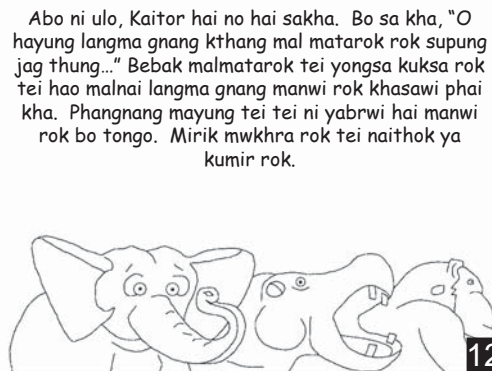 Abo ni ulo, Kaitor hai no hai sakha.  Bo sa kha, “O
hayung langma gnang kthang mal matarok rok supung
jag thung...” Bebak malmatarok tei yongsa kuksa rok
tei hao malnai langma gnang manwi rok khasawi phai
kha.  Phangnang mayung tei tei ni yabrwi hai manwi
rok bo tongo.  Mirik mwkhra rok tei naithok ya
kumir rok.
12